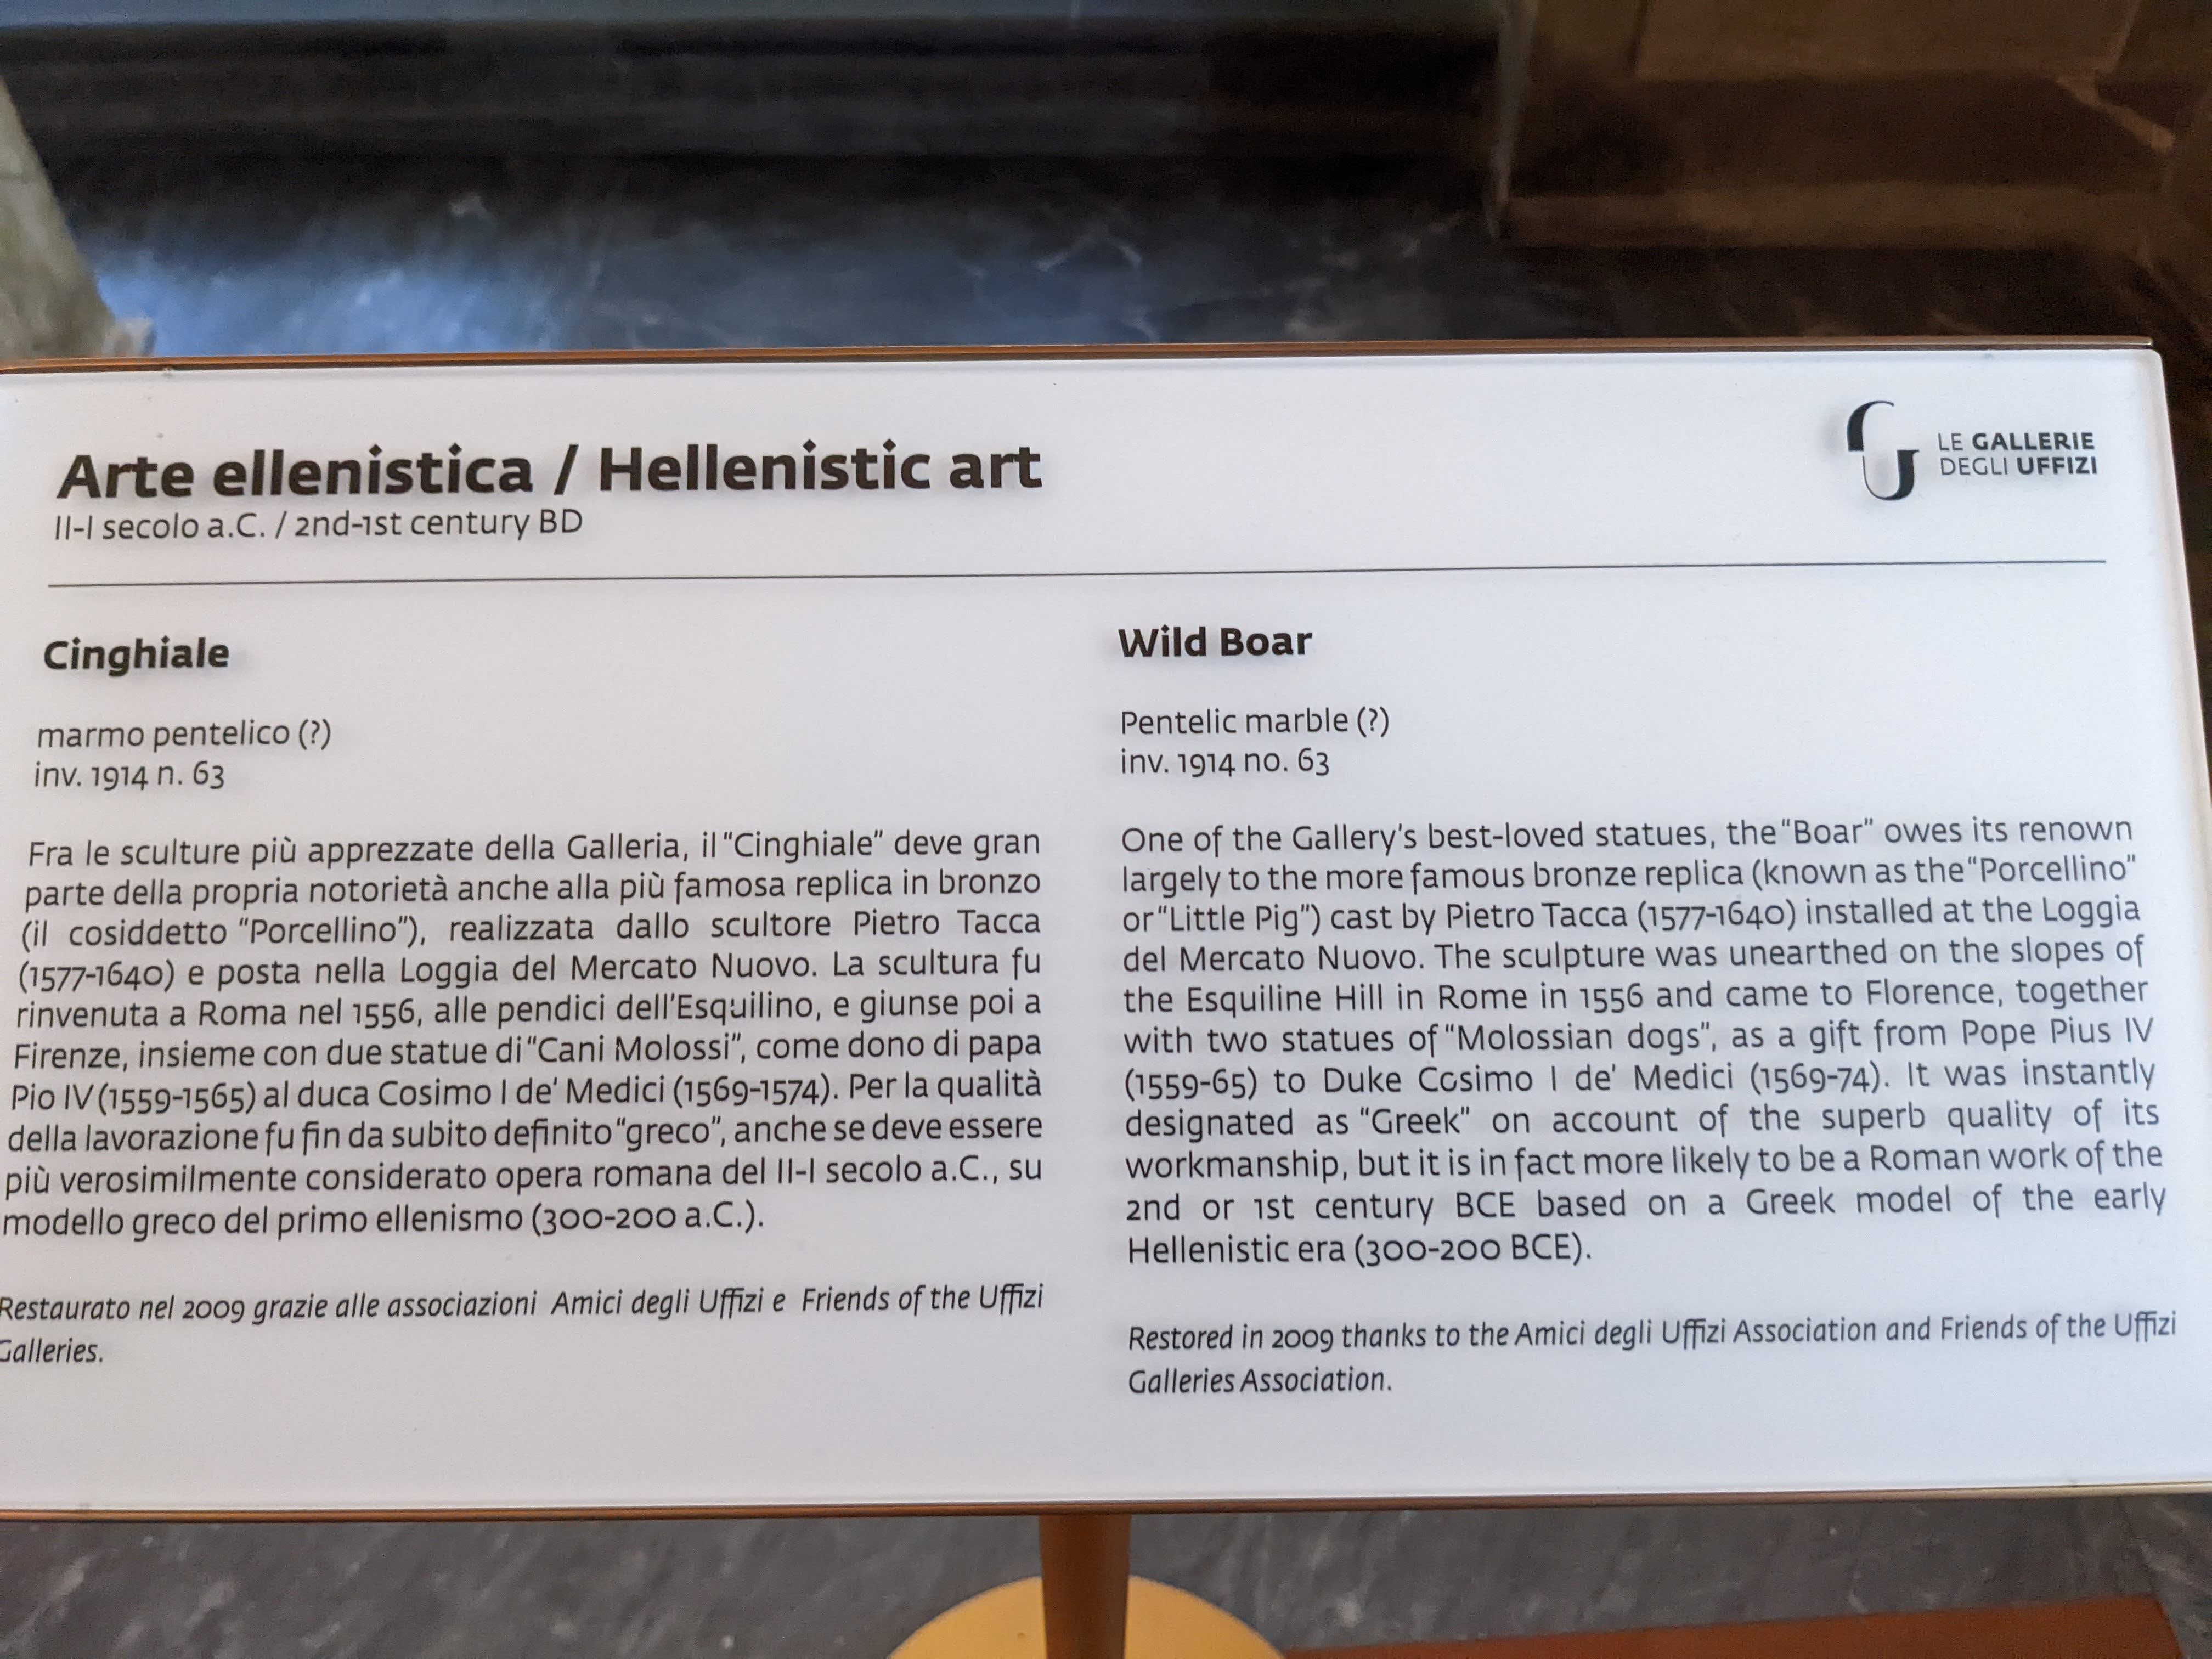 Arte ellenistica / Hellenistic art
II-I secolo a.C. / 2nd-1st century BD
LE GALLERIE
DEGLI UFFIZI
Cinghiale
marmo pentelico (?)
inv. 1914 n. 63
Fra le sculture più apprezzate della Galleria, il "Cinghiale" deve gran
parte della propria notorietà anche alla più famosa replica in bronzo
(il cosiddetto "Porcellino"), realizzata dallo scultore Pietro Tacca
(1577-1640) e posta nella Loggia del Mercato Nuovo. La scultura fu
rinvenuta a Roma nel 1556, alle pendici dell'Esquilino, e giunse poi a
Firenze, insieme con due statue di "Cani Molossi", come dono di papa
Pio IV (1559-1565) al duca Cosimo I de' Medici (1569-1574). Per la qualità
della lavorazione fu fin da subito definito "greco", anche se deve essere
più verosimilmente considerato opera romana del II-I secolo a.C., su
modello greco del primo ellenismo (300-200 a.C.).
Restaurato nel 2009 grazie alle associazioni Amici degli Uffizi e Friends of the Uffizi
Galleries.
Wild Boar
Pentelic marble (?)
inv. 1914 no. 63
One of the Gallery's best-loved statues, the "Boar" owes its renown
largely to the more famous bronze replica (known as the "Porcellino"
or "Little Pig") cast by Pietro Tacca (1577-1640) installed at the Loggia
del Mercato Nuovo. The sculpture was unearthed on the slopes of
the Esquiline Hill in Rome in 1556 and came to Florence, together
with two statues of "Molossian dogs", as a gift from Pope Pius IV
(1559-65) to Duke Cosimo I de' Medici (1569-74). It was instantly
designated as "Greek" on account of the superb quality of its
workmanship, but it is in fact more likely to be a Roman work of the
2nd or 1st century BCE based on a Greek model of the early
Hellenistic era (300-200 BCE).
Restored in 2009 thanks to the Amici degli Uffizi Association and Friends of the Uffizi
Galleries Association.